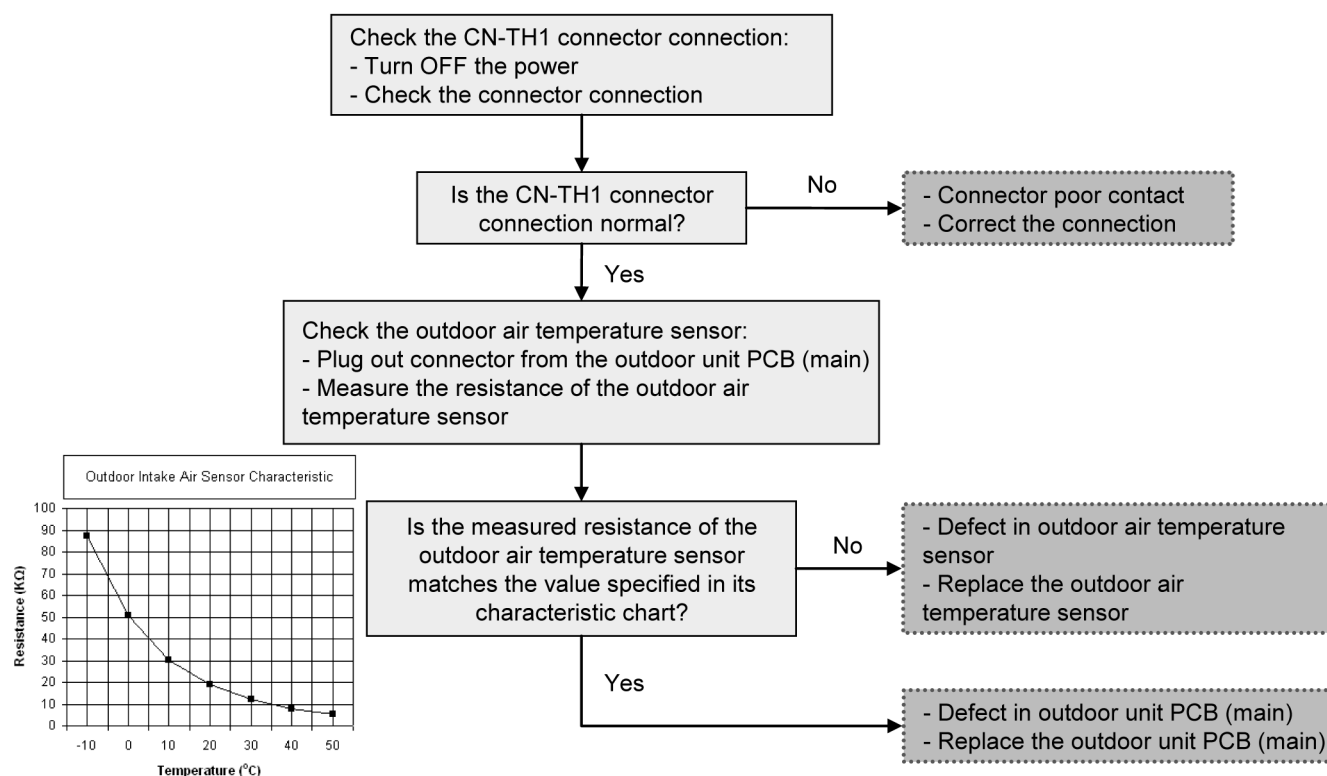 Check the CN-TH1 connector connection:
- Turn OFF the power
- Check the connector connection
Is the CN-TH1 connector
connection normal?
No
- Connector poor contact
- Correct the connection
Yes
Check the outdoor air temperature sensor:
- Plug out connector from the outdoor unit PCB (main)
- Measure the resistance of the outdoor air
temperature sensor
Outdoor Intake Air Sensor Characteristic
Resistance (KΩ)
100
90
80
70
60
50
40
30
20
10
0
-10 0 10 20 30 40 50
Temperature (°C)
Is the measured resistance of the
outdoor air temperature sensor
matches the value specified in its
characteristic chart?
No
- Defect in outdoor air temperature
sensor
- Replace the outdoor air
temperature sensor
Yes
- Defect in outdoor unit PCB (main)
- Replace the outdoor unit PCB (main)